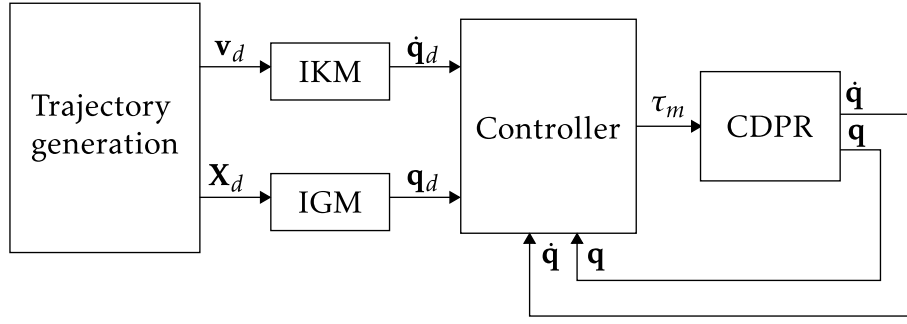 Trajectory
generation
v_d
IKM
q̇_d
X_d
IGM
q_d
Controller
τ_m
CDPR
q̇
q
q̇
q